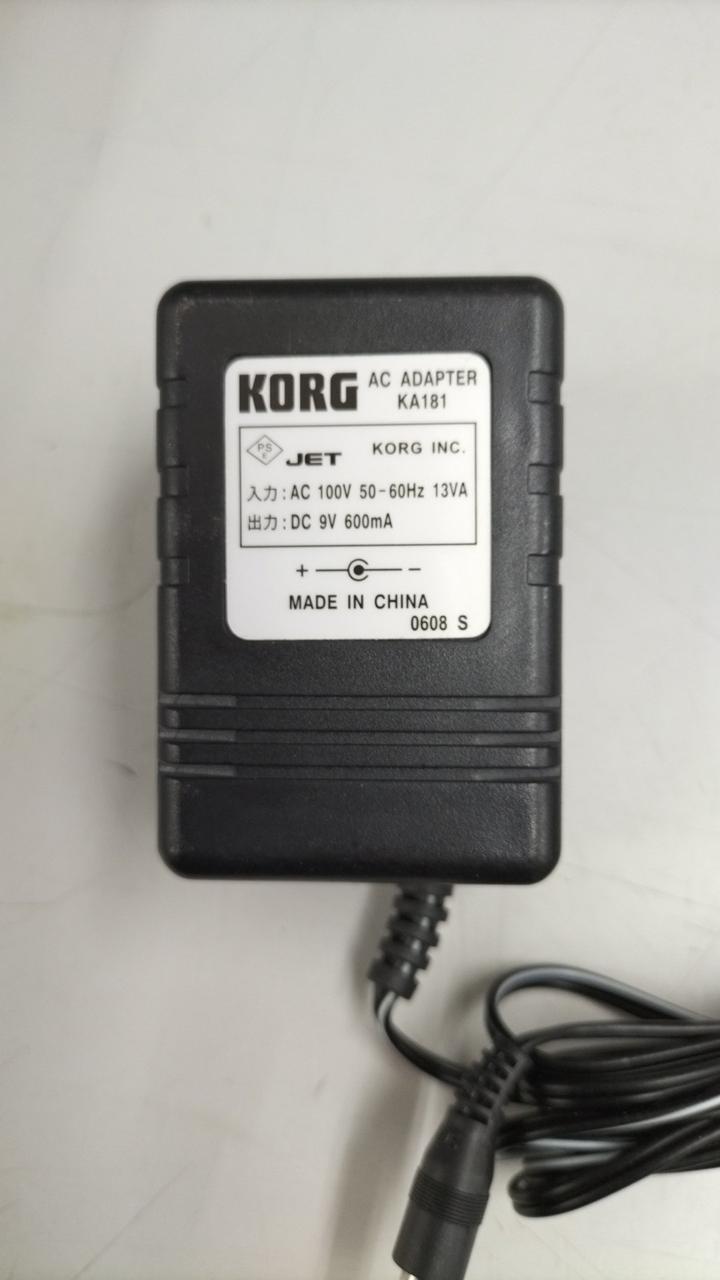 KORG AC ADAPTER
KA181
PS
E
JET KORG INC.
入力:AC 100V 50-60Hz 13VA
出力:DC 9V 600mA
+ -
MADE IN CHINA
0608 S